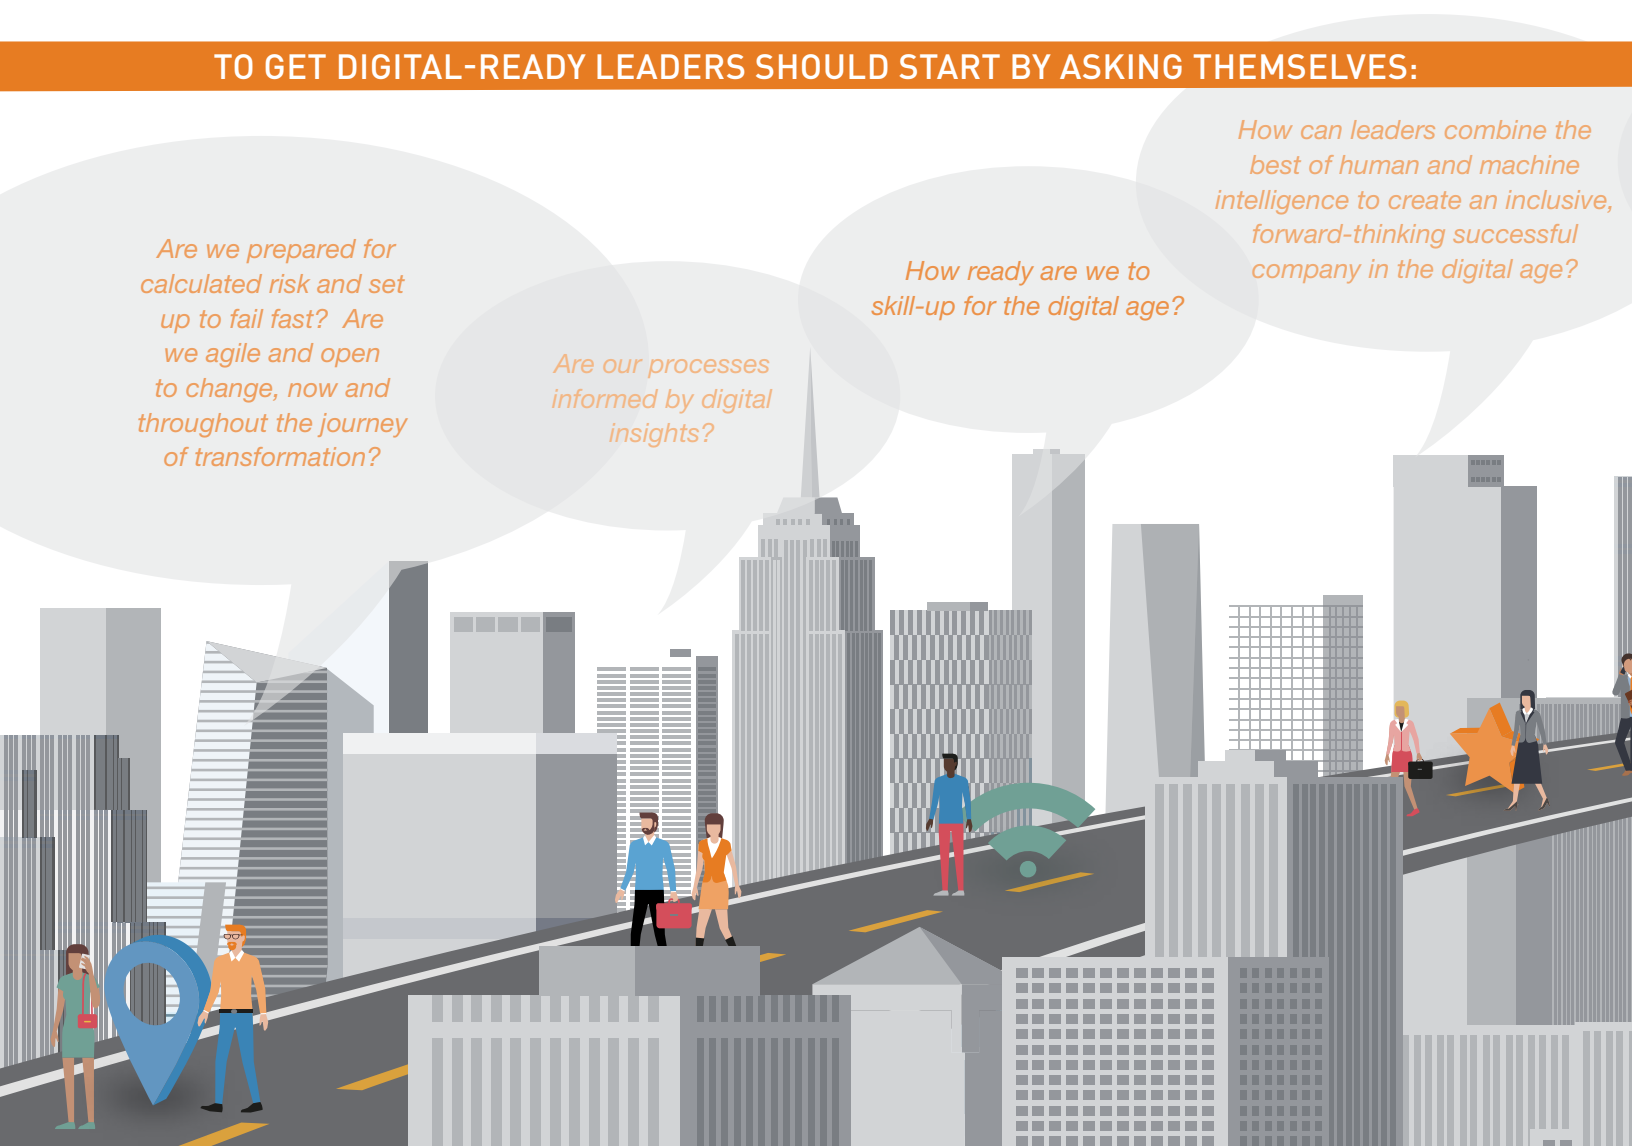 TO GET DIGITAL-READY LEADERS SHOULD START BY ASKING THEMSELVES:
Are we prepared for
calculated risk and set
up to fail fast?  Are
we agile and open
to change, now and
throughout the journey
of transformation?
Are our processes
informed by digital
insights?
How ready are we to
skill-up for the digital age?
How can leaders combine the
best of human and machine
intelligence to create an inclusive,
forward-thinking successful
company in the digital age?